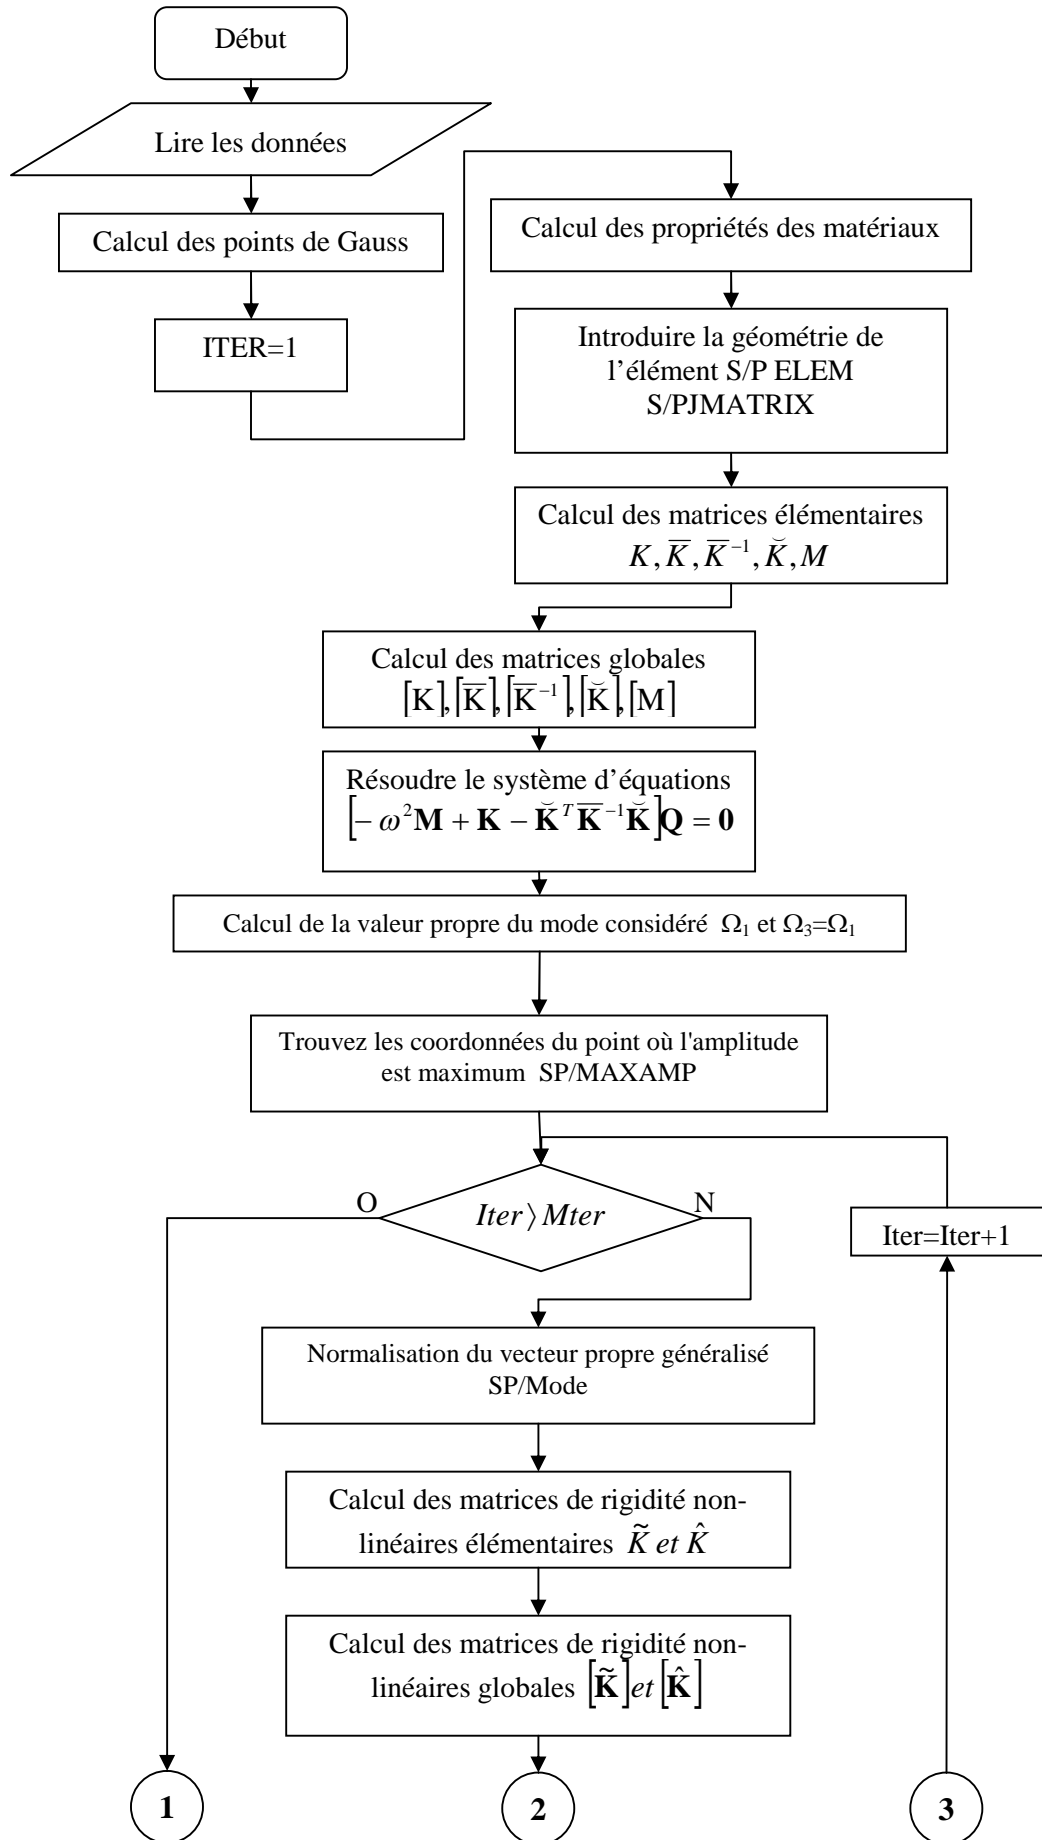 Début
Lire les données
Calcul des points de Gauss
ITER=1
Calcul des propriétés des matériaux
Introduire la géométrie de
l’élément S/P ELEM
S/PJMATRIX
Calcul des matrices élémentaires
K, K̅, K̅⁻¹, K̆, M
Calcul des matrices globales
[K],[K̅],[K̅⁻¹],[K̆],[M]
Résoudre le système d’équations
[− ω²M + K − K̆ᵀ K̅⁻¹K̆]Q = 0
Calcul de la valeur propre du mode considéré Ω₁ et Ω₃=Ω₁
Trouvez les coordonnées du point où l'amplitude
est maximum SP/MAXAMP
O
Iter⟩Mter
N
Iter=Iter+1
Normalisation du vecteur propre généralisé
SP/Mode
Calcul des matrices de rigidité non-
linéaires élémentaires K̃ et K̂
Calcul des matrices de rigidité non-
linéaires globales [K̃]et[K̂]
1
2
3